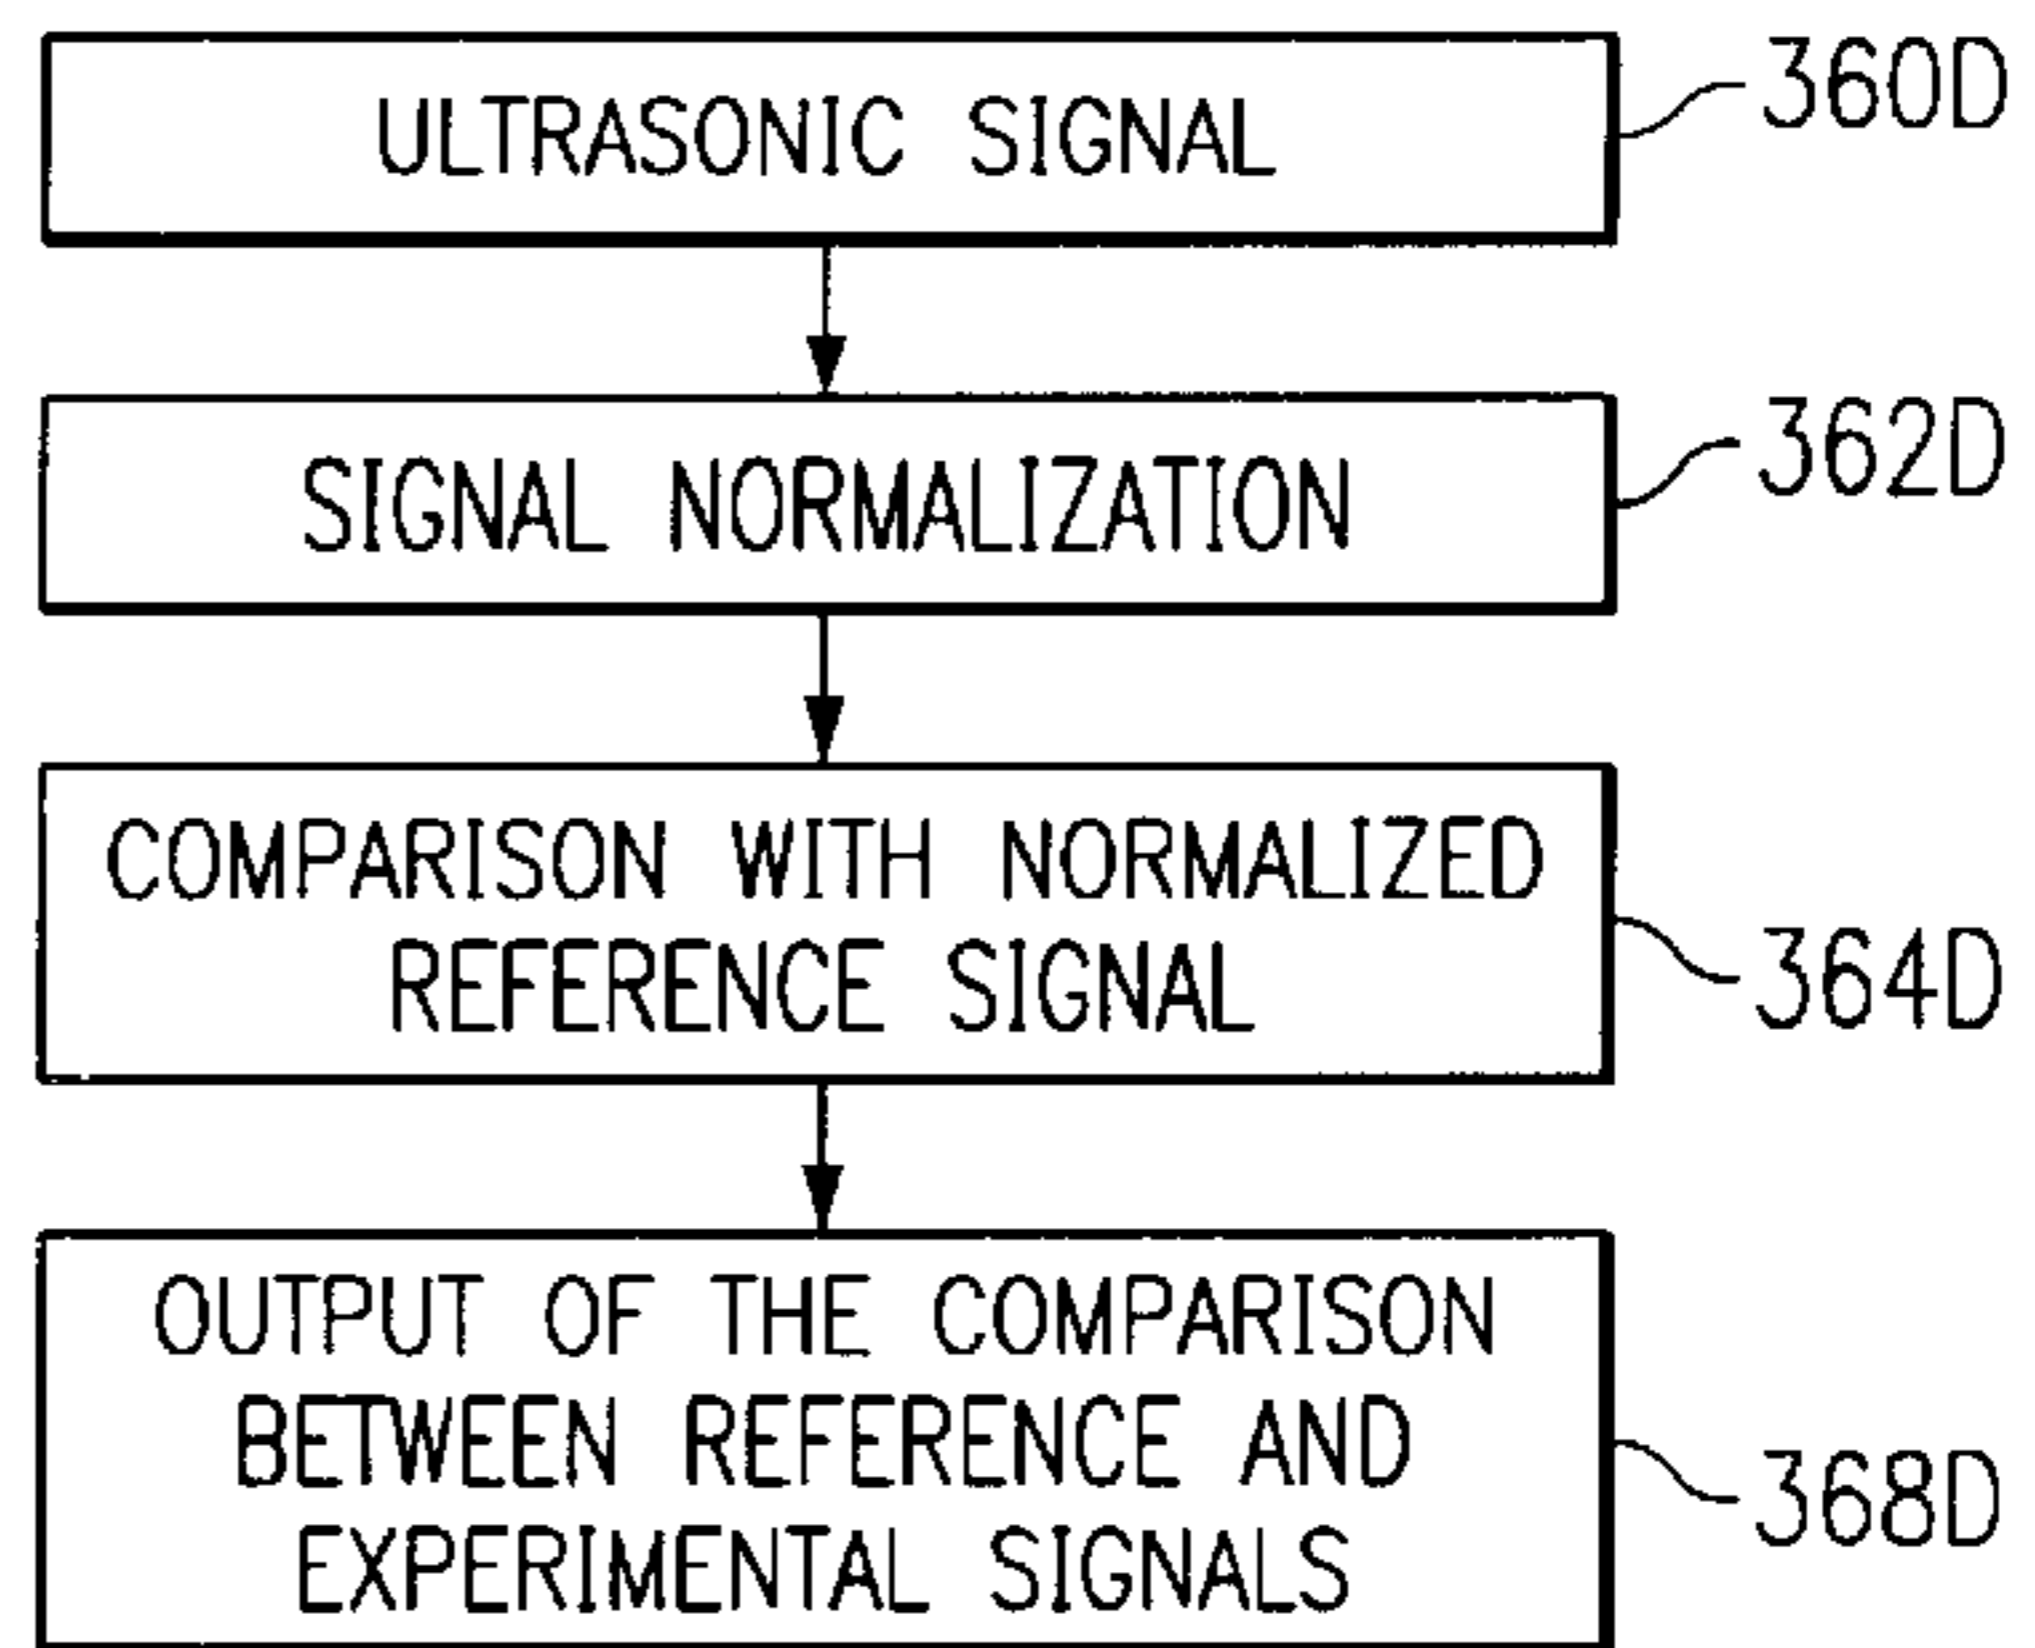 ULTRASONIC SIGNAL
360D
SIGNAL NORMALIZATION
362D
COMPARISON WITH NORMALIZED
REFERENCE SIGNAL
364D
OUTPUT OF THE COMPARISON
BETWEEN REFERENCE AND
EXPERIMENTAL SIGNALS
368D